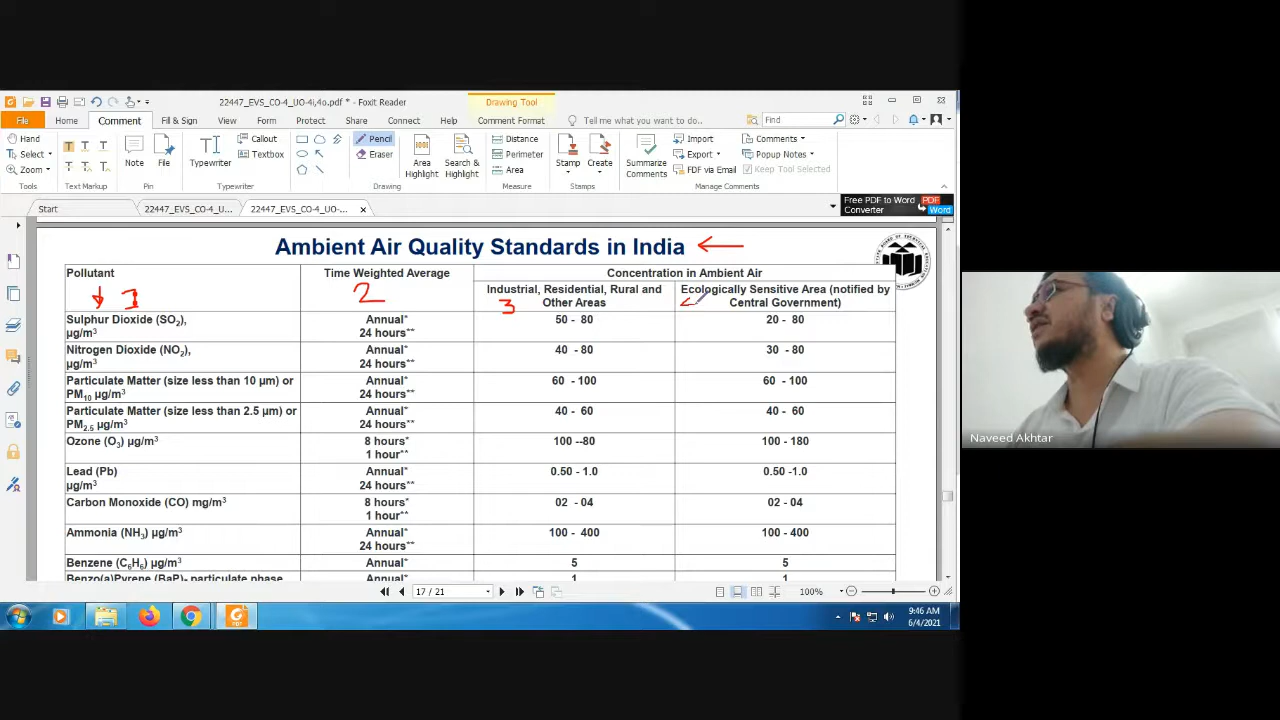 22447_EVS_CO-4_UO-4i,4o.pdf * - Foxit Reader
Drawing Tool
File Home Comment Fill & Sign View Form Protect Share Connect Help Comment Format Tell me what you want to do... Find
Hand
Select
Zoom
Tools
Text Markup
Note
File
Pin
Typewriter
Callout
Textbox
Typewriter
Pencil
Eraser
Drawing
Area Highlight
Search & Highlight
Distance
Perimeter
Area
Measure
Stamp
Create
Stamps
Summarize Comments
Import
Export
FDF via Email
Comments
Popup Notes
Keep Tool Selected
Manage Comments
Start 22447_EVS_CO-4_U... 22447_EVS_CO-4_UO-...
Free PDF to Word Converter
PDF
Word
Ambient Air Quality Standards in India
Pollutant Time Weighted Average Concentration in Ambient Air
1 2
Industrial, Residential, Rural and Ecologically Sensitive Area (notified by
3 Other Areas Central Government)
Sulphur Dioxide (SO₂), Annual* 50 - 80 20 - 80
µg/m³ 24 hours**
Nitrogen Dioxide (NO₂), Annual* 40 - 80 30 - 80
µg/m³ 24 hours**
Particulate Matter (size less than 10 µm) or Annual* 60 - 100 60 - 100
PM₁₀ µg/m³ 24 hours**
Particulate Matter (size less than 2.5 µm) or Annual* 40 - 60 40 - 60
PM₂.₅ µg/m³ 24 hours**
Ozone (O₃) µg/m³ 8 hours* 100 --80 100 - 180
1 hour**
Lead (Pb) Annual* 0.50 - 1.0 0.50 -1.0
µg/m³ 24 hours**
Carbon Monoxide (CO) mg/m³ 8 hours* 02 - 04 02 - 04
1 hour**
Ammonia (NH₃) µg/m³ Annual* 100 - 400 100 - 400
24 hours**
Benzene (C₆H₆) µg/m³ Annual* 5 5
Benzo(a)Pyrene (BaP)- particulate phase Annual* 1 1
17 / 21
100%
9:46 AM
6/4/2021
Naveed Akhtar